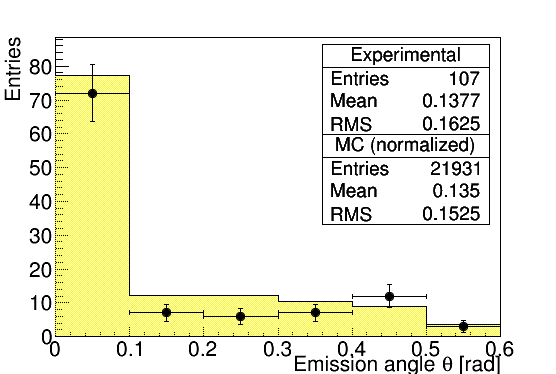 Entries
80
70
60
50
40
30
20
10
0
Experimental
Entries 107
Mean 0.1377
RMS 0.1625
MC (normalized)
Entries 21931
Mean 0.135
RMS 0.1525
0 0.1 0.2 0.3 0.4 0.5 0.6
Emission angle θ [rad]